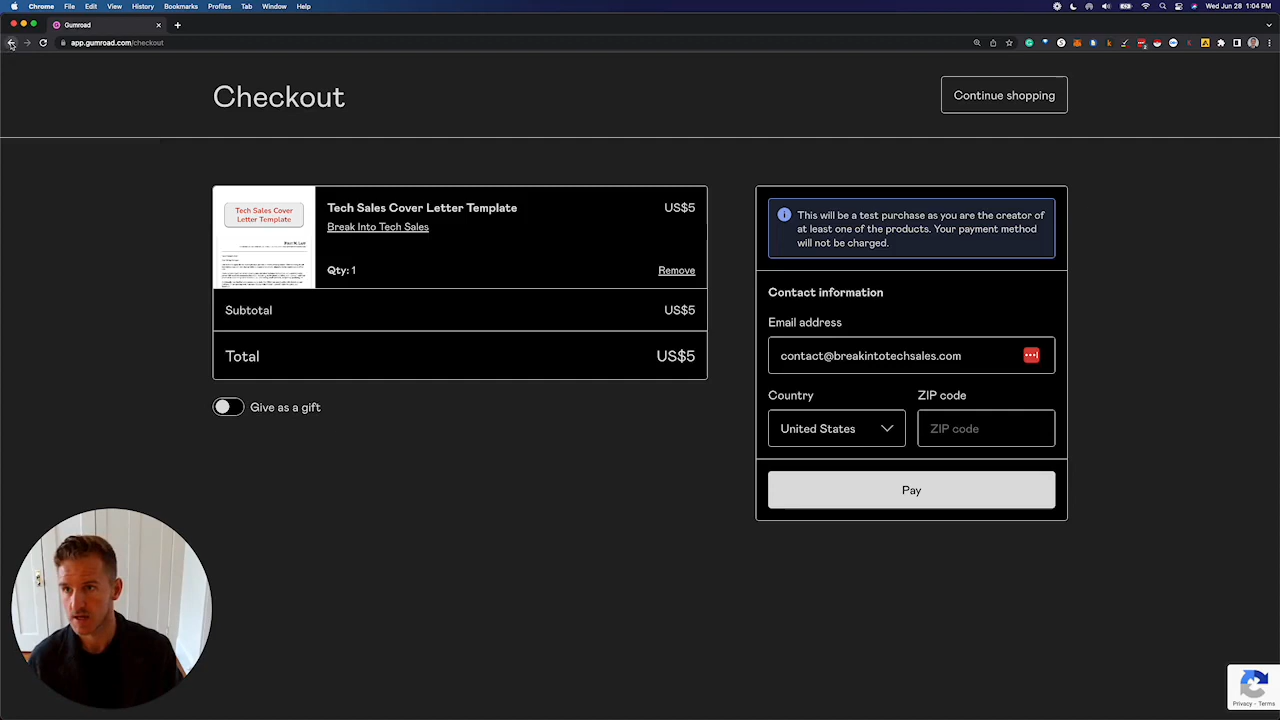 Chrome File Edit View History Bookmarks Profiles Tab Window Help Wed Jun 28 1:04 PM
Gumroad
app.gumroad.com/checkout
Checkout
Continue shopping
Tech Sales Cover
Letter Template
Tech Sales Cover Letter Template US$5
Break Into Tech Sales
Qty: 1
Subtotal US$5
Total US$5
Give as a gift
This will be a test purchase as you are the creator of
at least one of the products. Your payment method
will not be charged.
Contact information
Email address
contact@breakintotechsales.com
Country ZIP code
United States ZIP code
Pay
Privacy - Terms